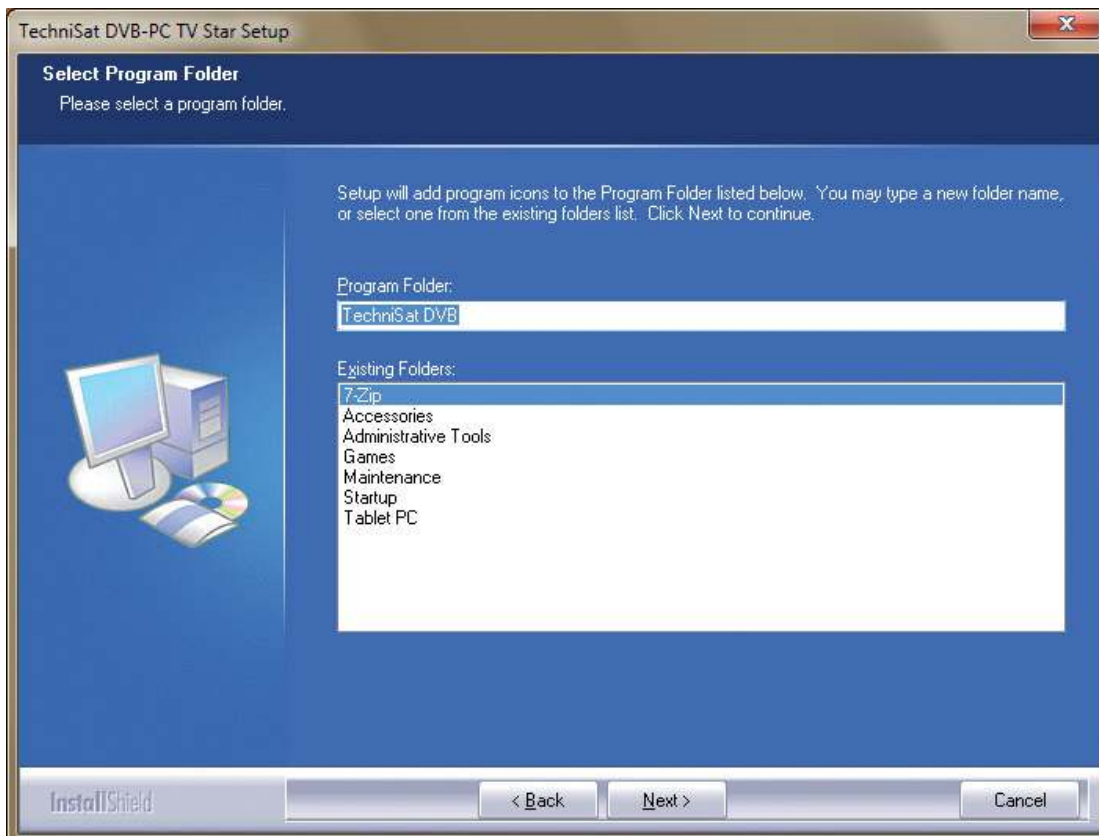 TechniSat DVB-PC TV Star Setup
Select Program Folder
Please select a program folder.
Setup will add program icons to the Program Folder listed below.  You may type a new folder name,
or select one from the existing folders list.  Click Next to continue.
Program Folder:
TechniSat DVB
Existing Folders:
7-Zip
Accessories
Administrative Tools
Games
Maintenance
Startup
Tablet PC
InstallShield
< Back
Next >
Cancel